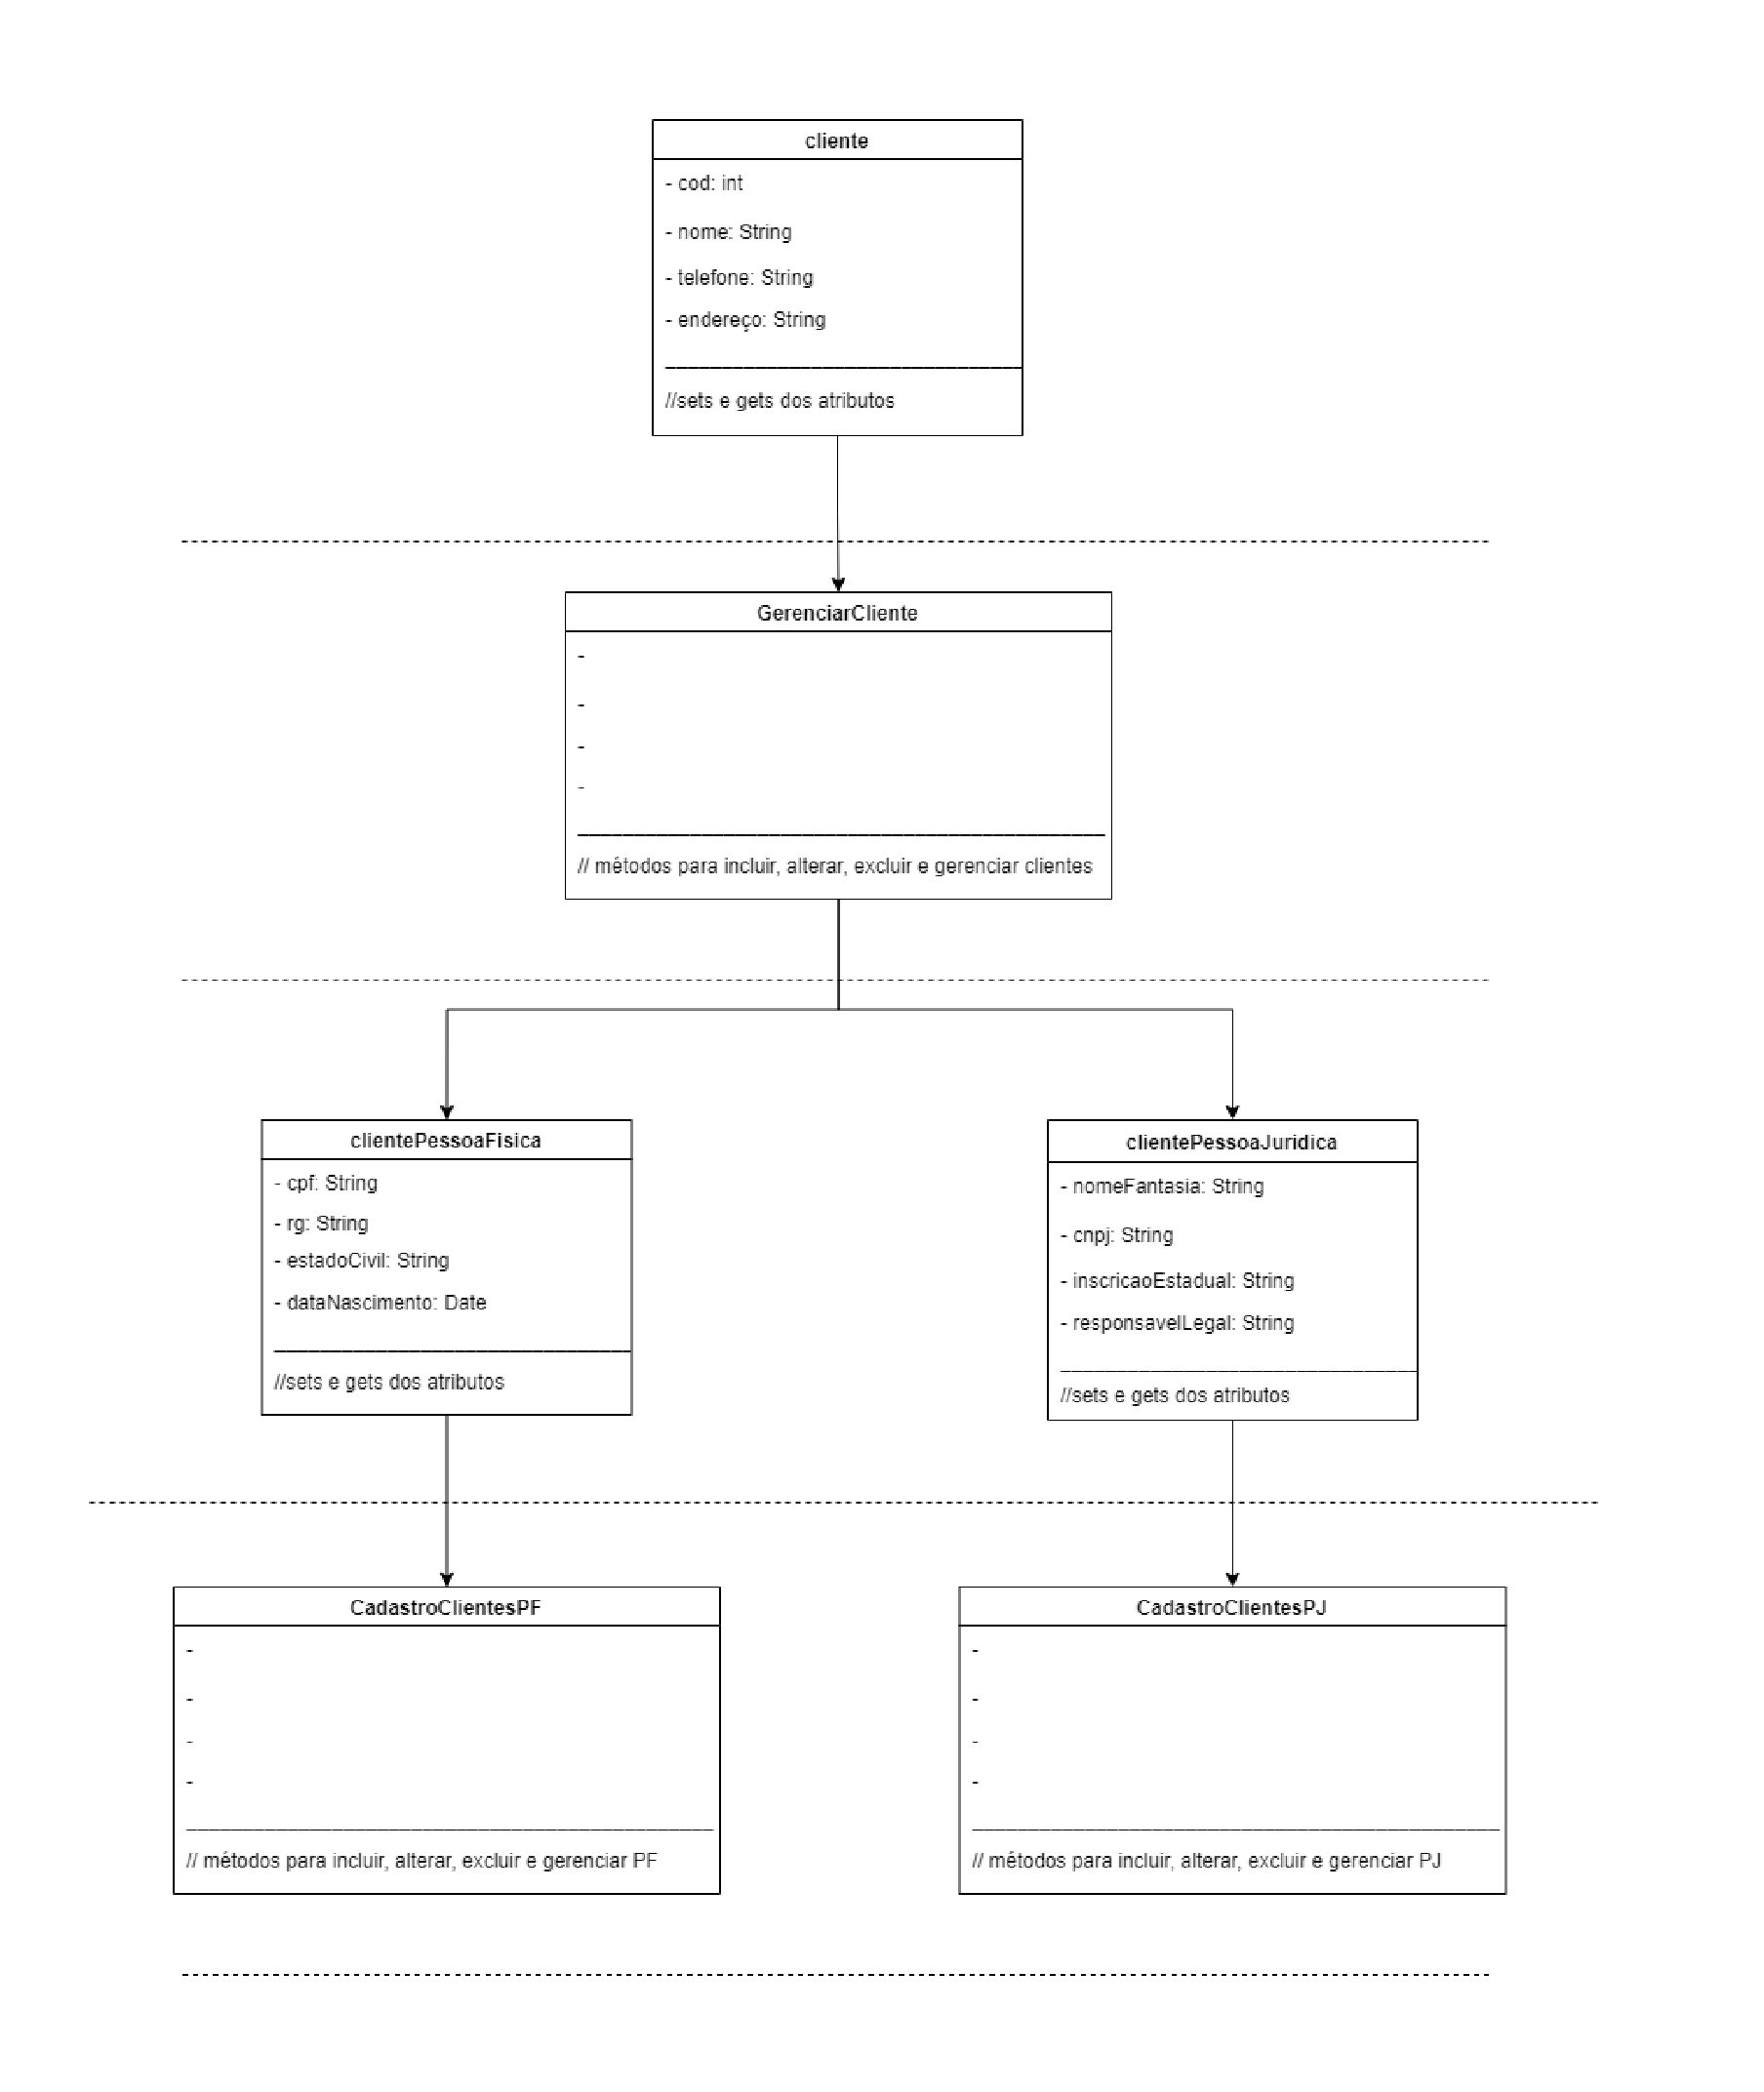 cliente
- cod: int
- nome: String
- telefone: String
- endereço: String
//sets e gets dos atributos
GerenciarCliente
-
-
-
-
// métodos para incluir, alterar, excluir e gerenciar clientes
clientePessoaFisica
- cpf: String
- rg: String
- estadoCivil: String
- dataNascimento: Date
//sets e gets dos atributos
clientePessoaJuridica
- nomeFantasia: String
- cnpj: String
- inscricaoEstadual: String
- responsavelLegal: String
//sets e gets dos atributos
CadastroClientesPF
-
-
-
-
// métodos para incluir, alterar, excluir e gerenciar PF
CadastroClientesPJ
-
-
-
-
// métodos para incluir, alterar, excluir e gerenciar PJ